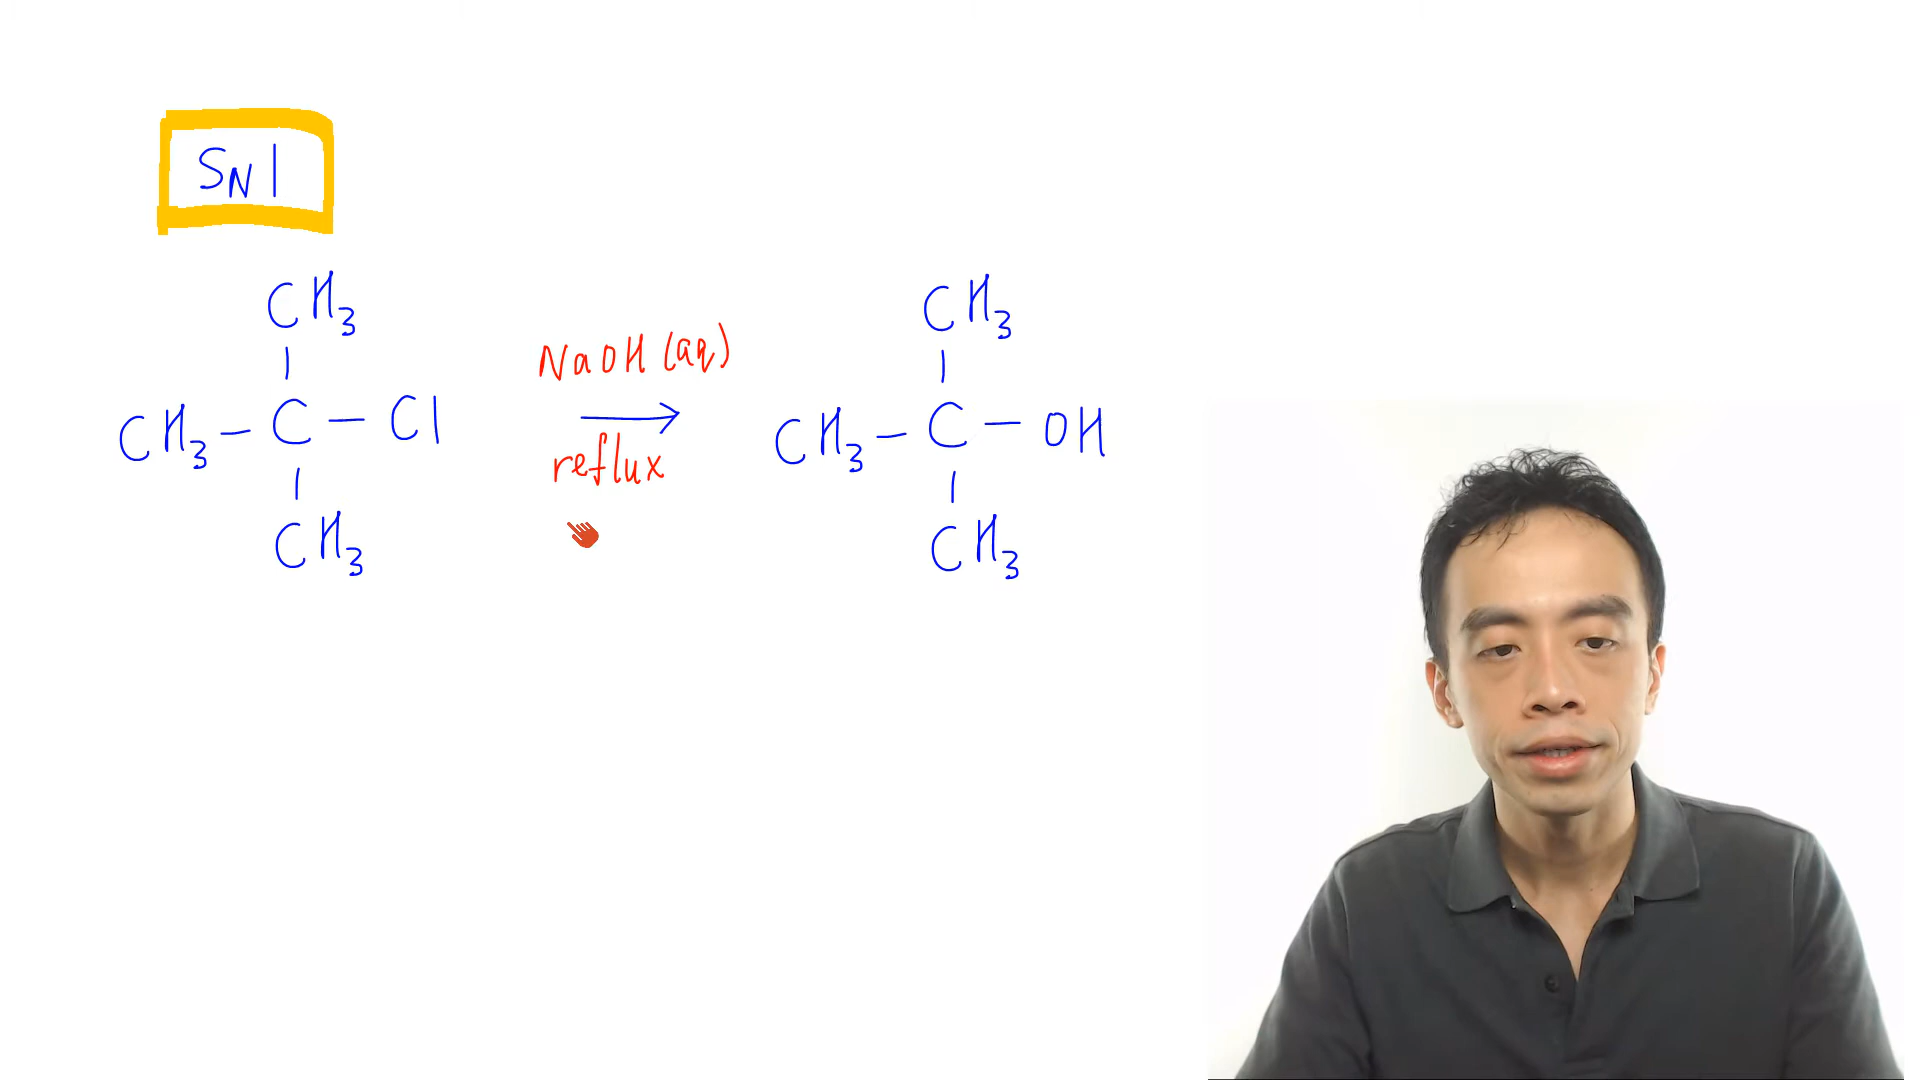 SN1
CH3 CH3
NaOH (aq)
CH3 – C – Cl → CH3 – C – OH
reflux
CH3 CH3